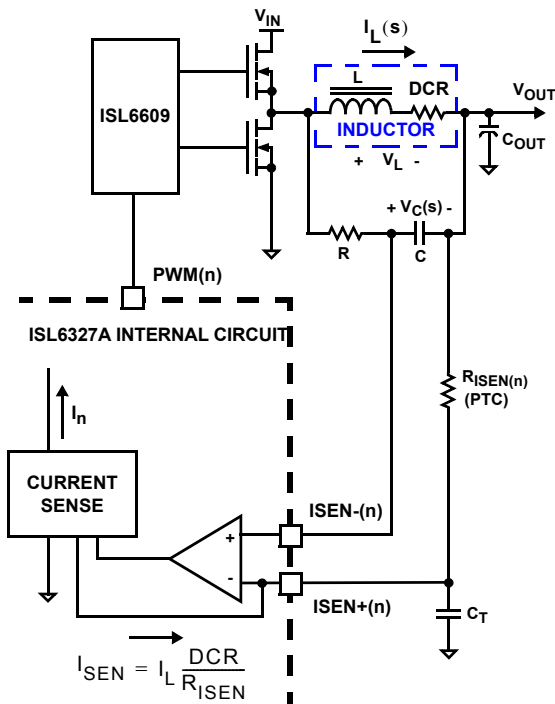 V_IN
I_L(s)
ISL6609
L
DCR
V_OUT
INDUCTOR
C_OUT
+ V_L -
+ V_C(s) -
R
C
PWM(n)
ISL6327A INTERNAL CIRCUIT
R_ISEN(n)
(PTC)
I_n
CURRENT
SENSE
ISEN-(n)
+
-
ISEN+(n)
C_T
I_SEN = I_L DCR/R_ISEN